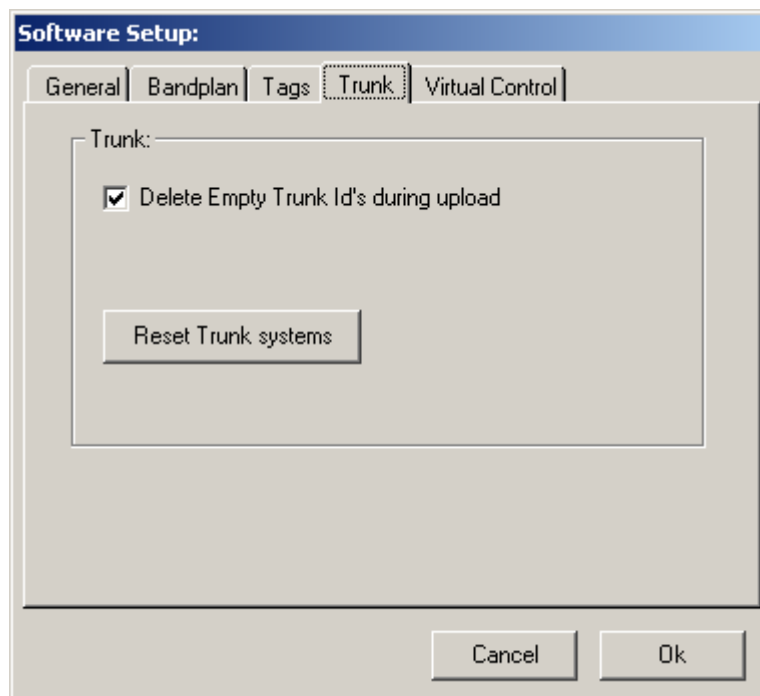 Software Setup:
General Bandplan Tags Trunk Virtual Control
Trunk:
Delete Empty Trunk Id's during upload
Reset Trunk systems
Cancel Ok